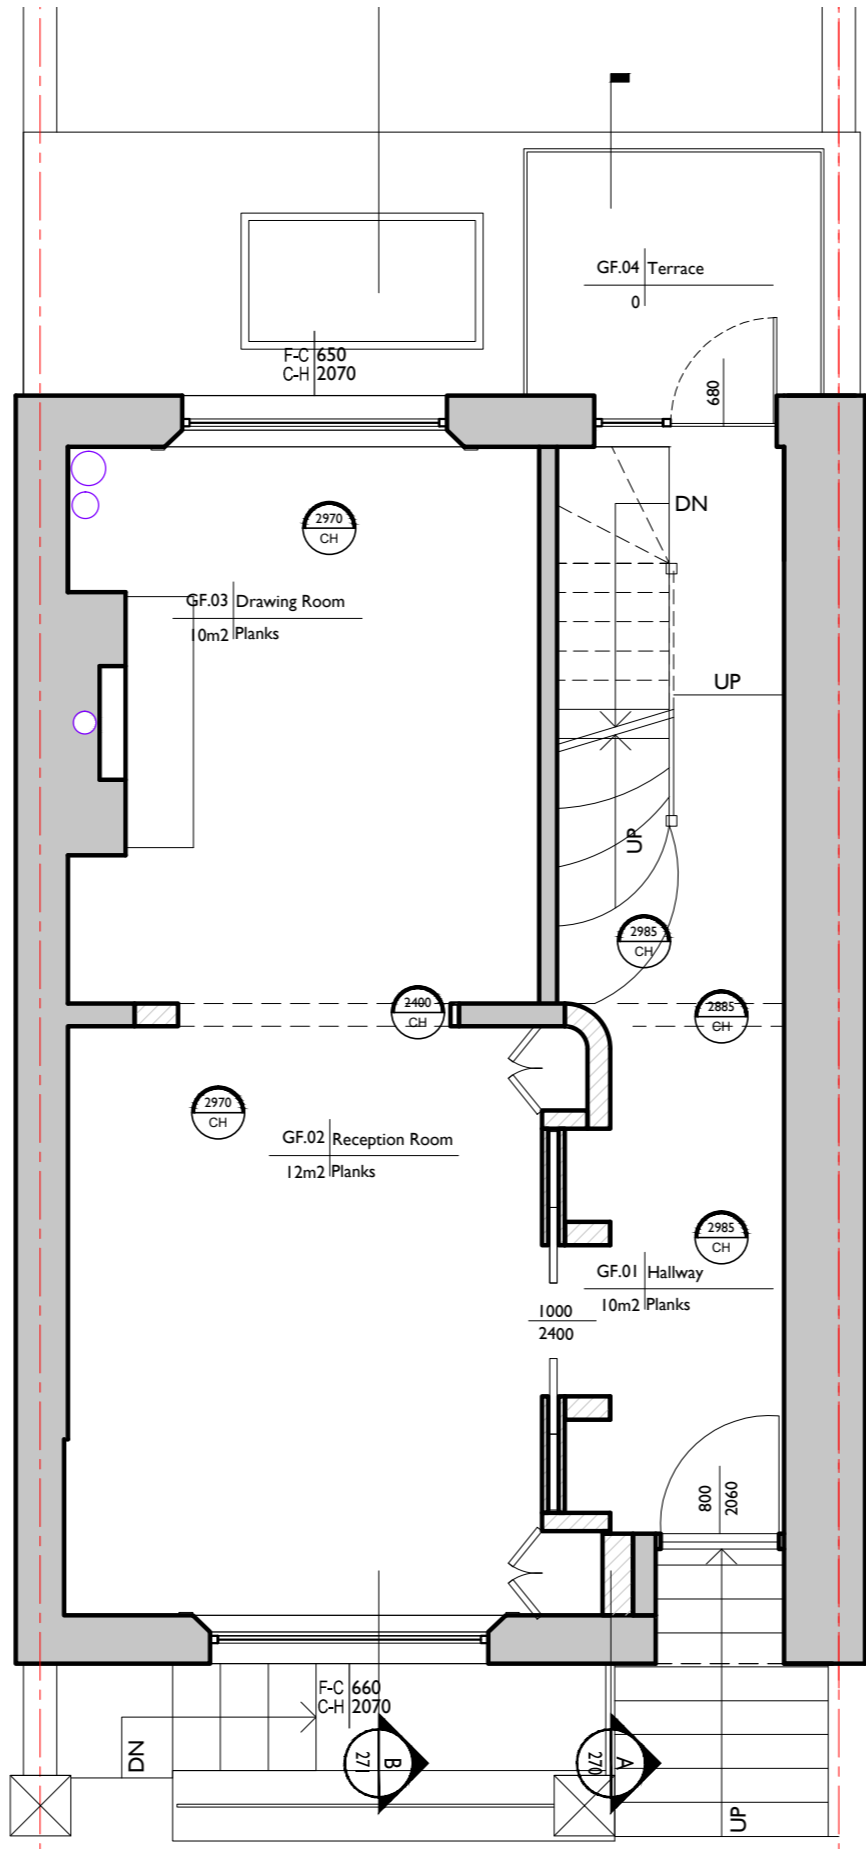 GF.04 Terrace
0
F-C 650
C-H 2070
680
DN
2970
CH
GF.03 Drawing Room
10m2 Planks
UP
UP
2985
CH
2400
CH
2885
CH
2970
CH
GF.02 Reception Room
12m2 Planks
2985
CH
GF.01 Hallway
10m2 Planks
1000
2400
800
2060
F-C 660
C-H 2070
DN
B
271
A
270
UP